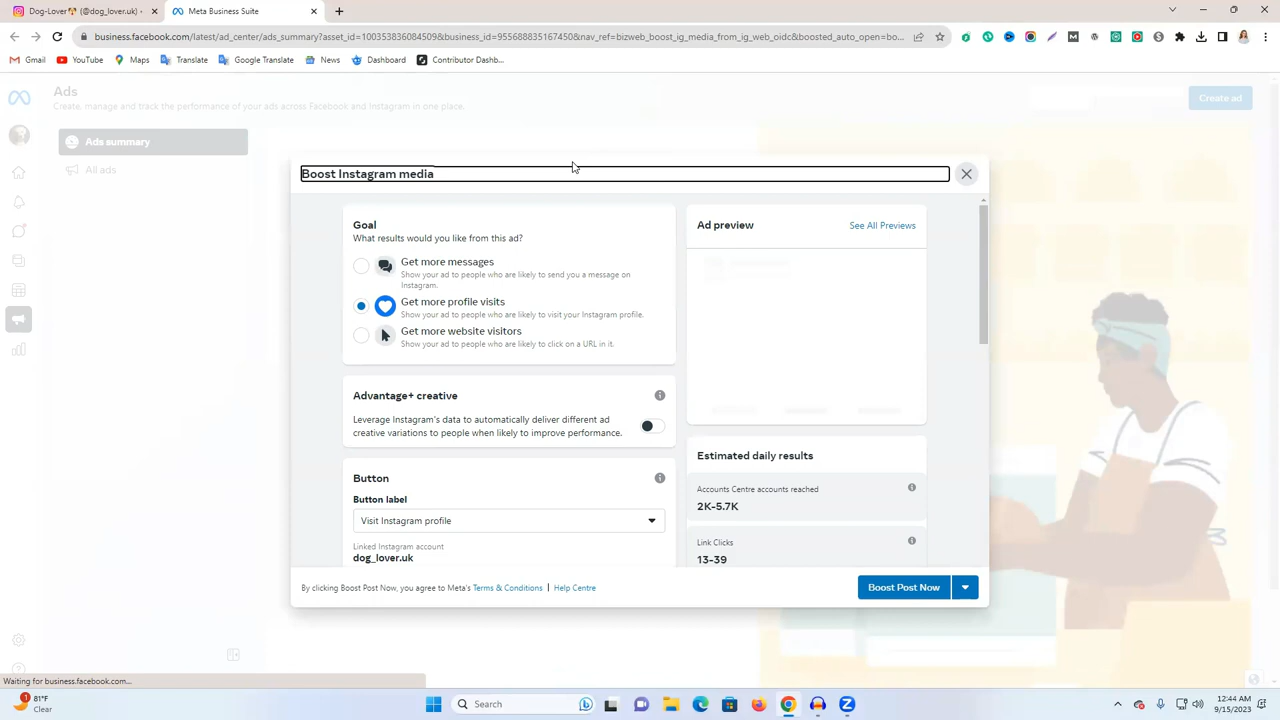 Dog-Lover🐶 (@dog_lover.uk) •
Meta Business Suite
business.facebook.com/latest/ad_center/ads_summary?asset_id=100353836084509&business_id=955688835167450&nav_ref=bizweb_boost_ig_media_from_ig_web_oidc&boosted_auto_open=bo...
Gmail
YouTube
Maps
Translate
Google Translate
News
Dashboard
Contributor Dashb...
Ads
Create, manage and track the performance of your ads across Facebook and Instagram in one place.
Create ad
Ads summary
All ads
Boost Instagram media
Goal
What results would you like from this ad?
Get more messages
Show your ad to people who are likely to send you a message on
Instagram.
Get more profile visits
Show your ad to people who are likely to visit your Instagram profile.
Get more website visitors
Show your ad to people who are likely to click on a URL in it.
Advantage+ creative
Leverage Instagram's data to automatically deliver different ad
creative variations to people when likely to improve performance.
Button
Button label
Visit Instagram profile
Linked Instagram account
dog_lover.uk
Ad preview
See All Previews
Estimated daily results
Accounts Centre accounts reached
2K-5.7K
Link Clicks
13-39
By clicking Boost Post Now, you agree to Meta's Terms & Conditions | Help Centre
Boost Post Now
Waiting for business.facebook.com...
1
81°F
Clear
Search
12:44 AM
9/15/2023